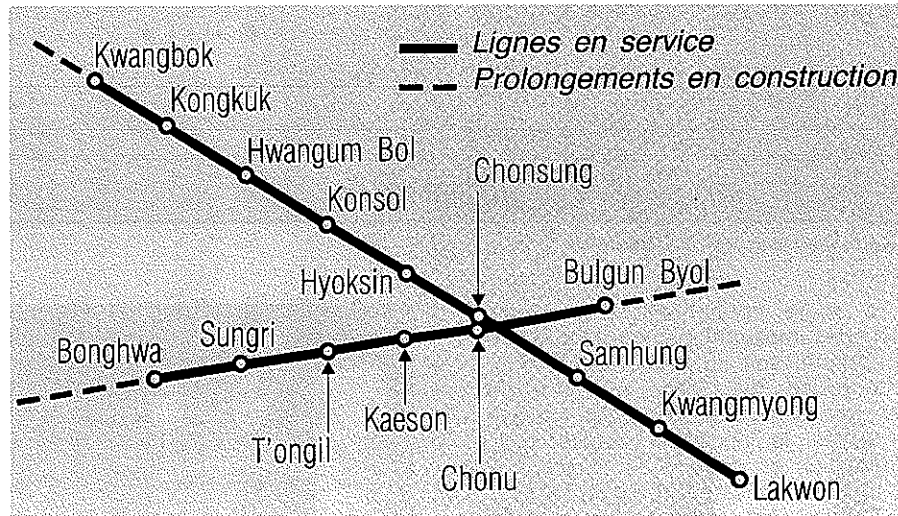 Kwangbok
Lignes en service
Prolongements en construction
Kongkuk
Hwangum Bol
Chonsung
Konsol
Hyoksin
Bulgun Byol
Sungri
Bonghwa
Samhung
Kaeson
Kwangmyong
T'ongil
Chonu
Lakwon